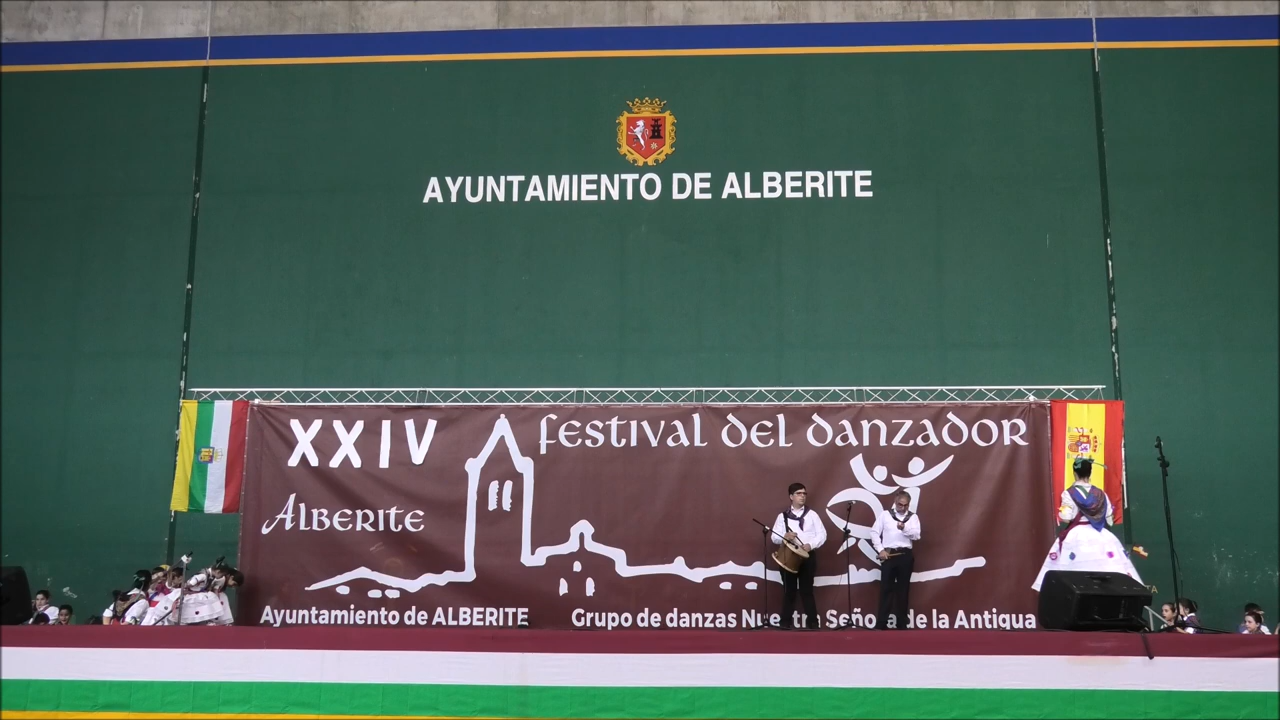 AYUNTAMIENTO DE ALBERITE
XXIV festival del danzador
Alberite
Ayuntamiento de ALBERITE
Grupo de danzas Nuestra Señora de la Antigua